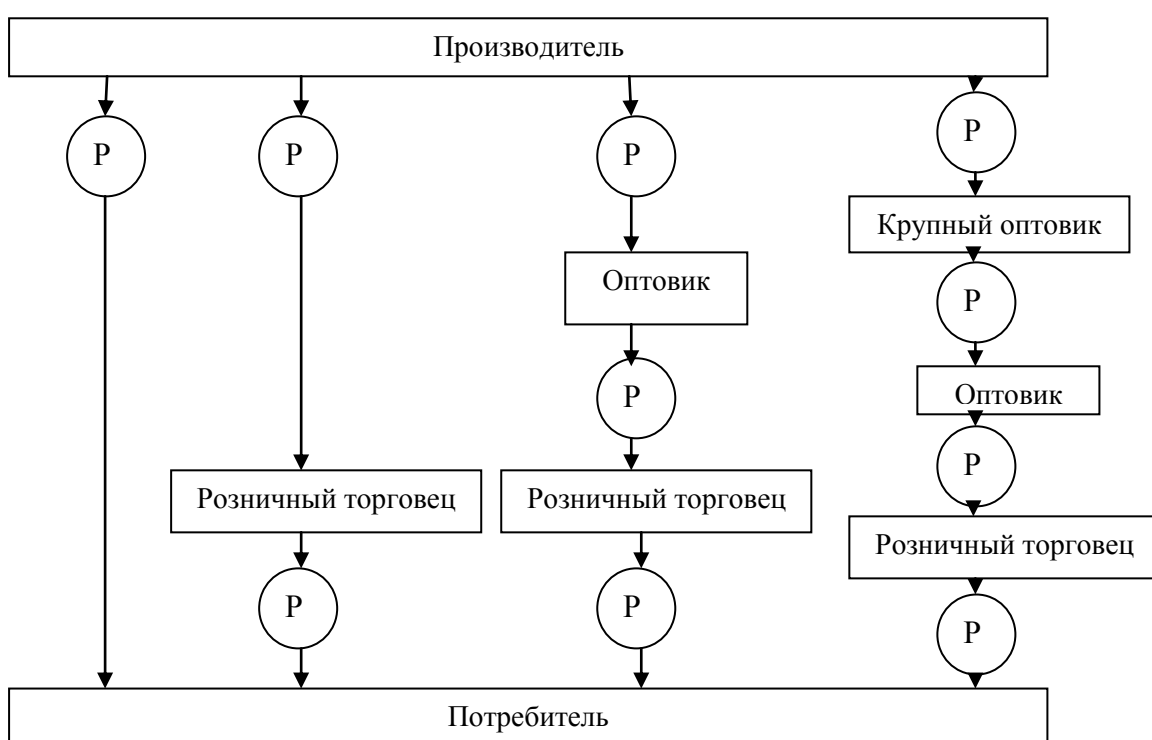 Производитель
Р
Р
Р
Р
Крупный оптовик
Оптовик
Р
Р
Оптовик
Р
Розничный торговец
Розничный торговец
Розничный торговец
Р
Р
Р
Потребитель